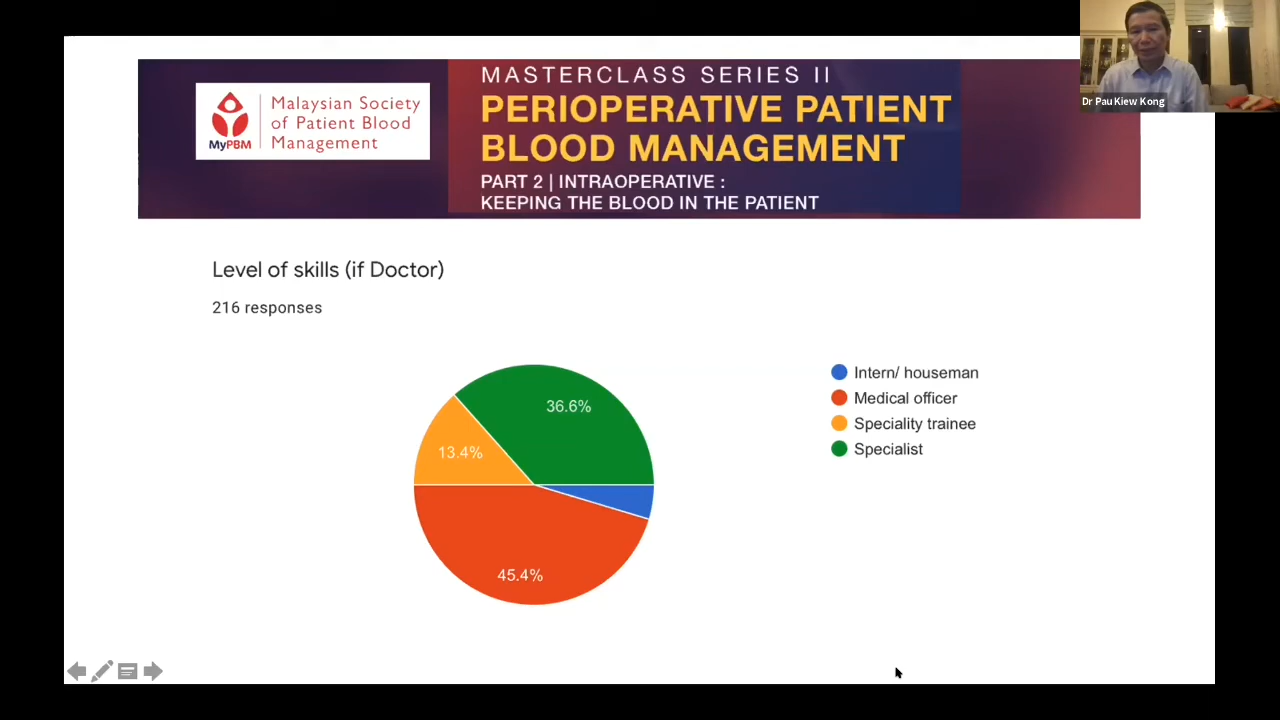 MASTERCLASS SERIES II
PERIOPERATIVE PATIENT
BLOOD MANAGEMENT
PART 2 | INTRAOPERATIVE :
KEEPING THE BLOOD IN THE PATIENT
MyPBM
Malaysian Society
of Patient Blood
Management
Dr Pau Kiew Kong
Level of skills (if Doctor)
216 responses
36.6%
13.4%
45.4%
Intern/ houseman
Medical officer
Speciality trainee
Specialist